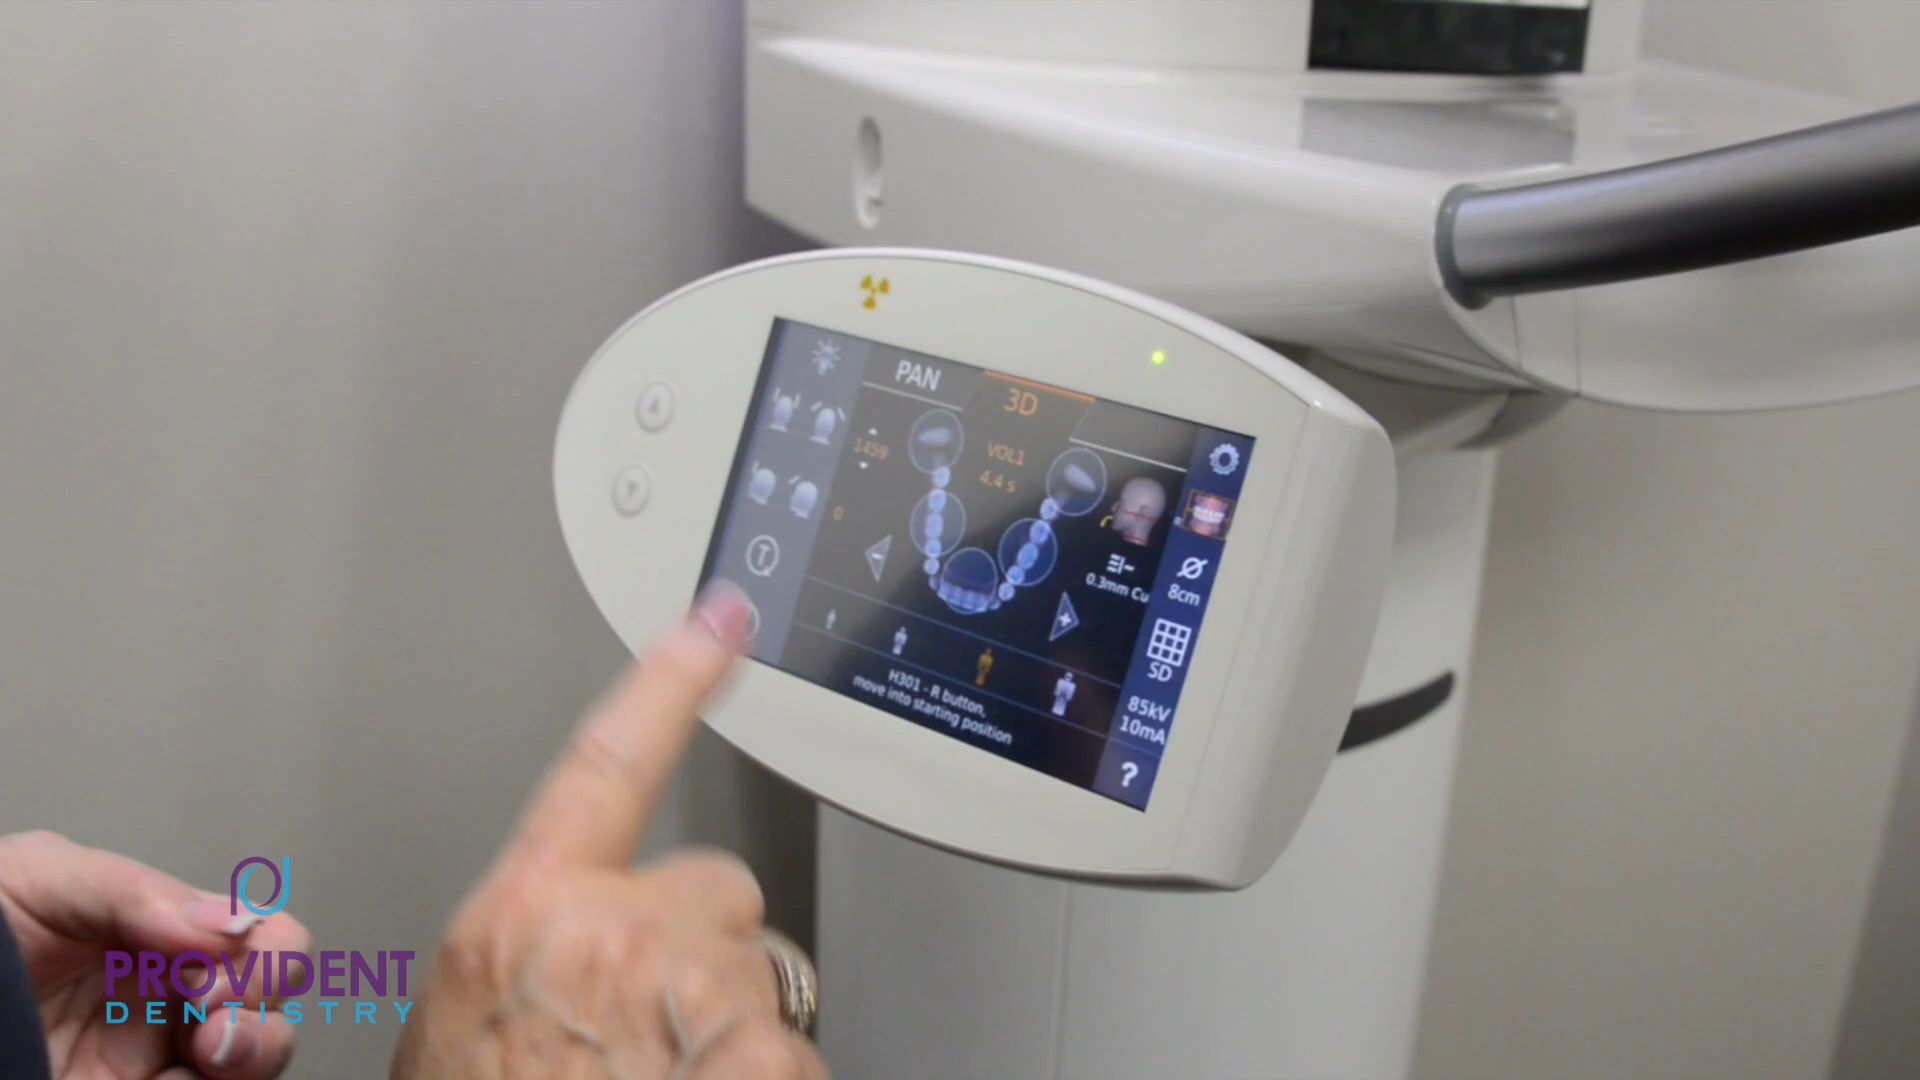 PAN
3D
1459
VOL1
4.4 s
0
T
0.3mm Cu
8cm
SD
85kV
10mA
?
H301 - R button,
move into starting position
PROVIDENT
DENTISTRY